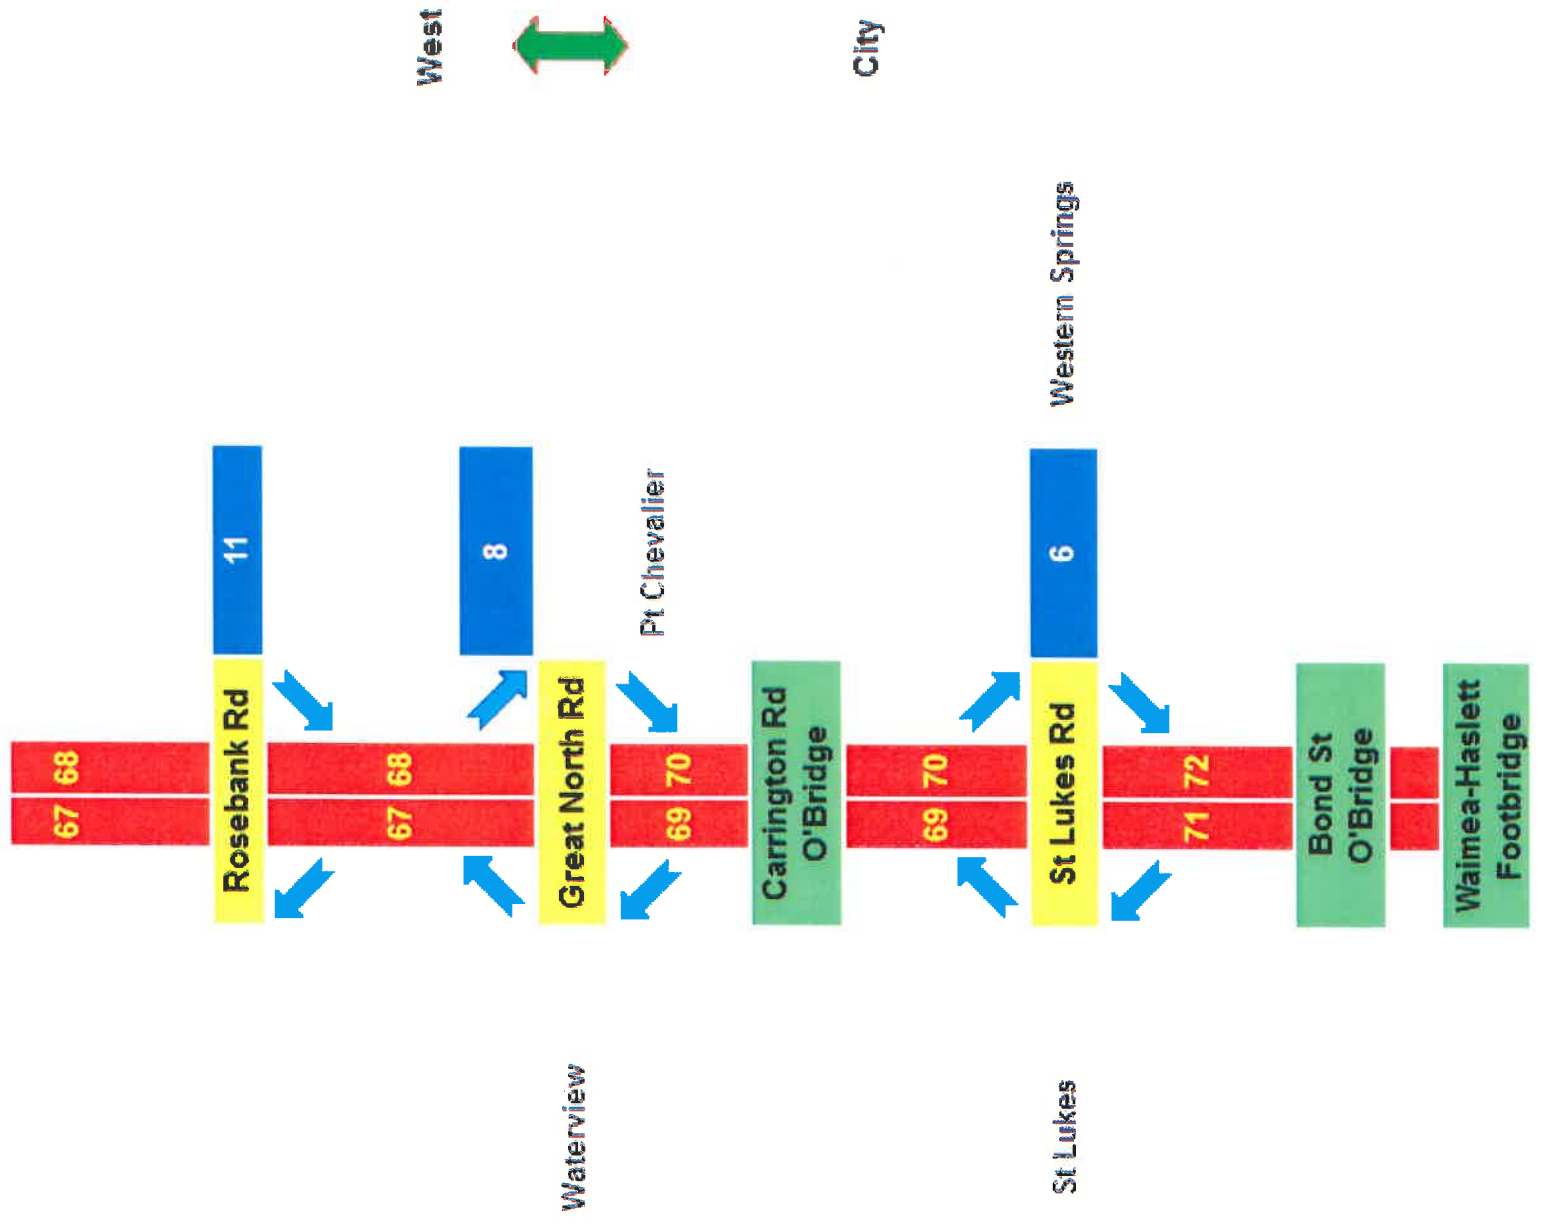 West
City
67
68
Rosebank Rd
11
67
68
8
Great North Rd
Waterview
69
70
Pt Chevalier
Carrington Rd
O'Bridge
69
70
St Lukes
St Lukes Rd
6
Western Springs
71
72
Bond St
O'Bridge
Waimea-Haslett
Footbridge